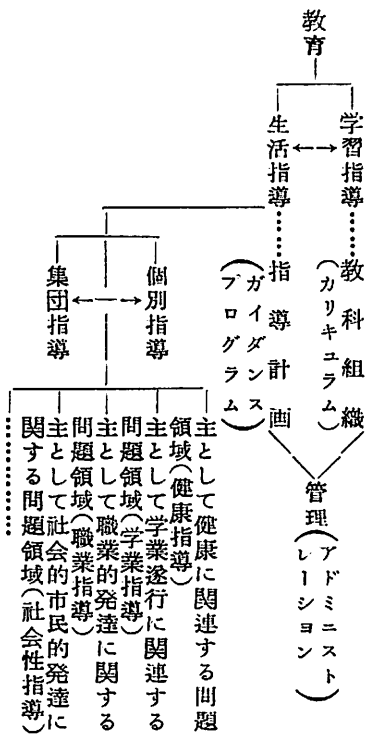 教育
学習指導……教科組織
(カリキュラム)
生活指導……指導計画
(ガイダンス
プログラム)
管理(アドミニスト
レーション)
個別指導
集団指導
主として健康に関連する問題
領域(健康指導)
主として学業遂行に関連する
問題領域(学業指導)
主として職業的発達に関する
問題領域(職業指導)
主として社会的市民的発達に
関する問題領域(社会性指導)
…………